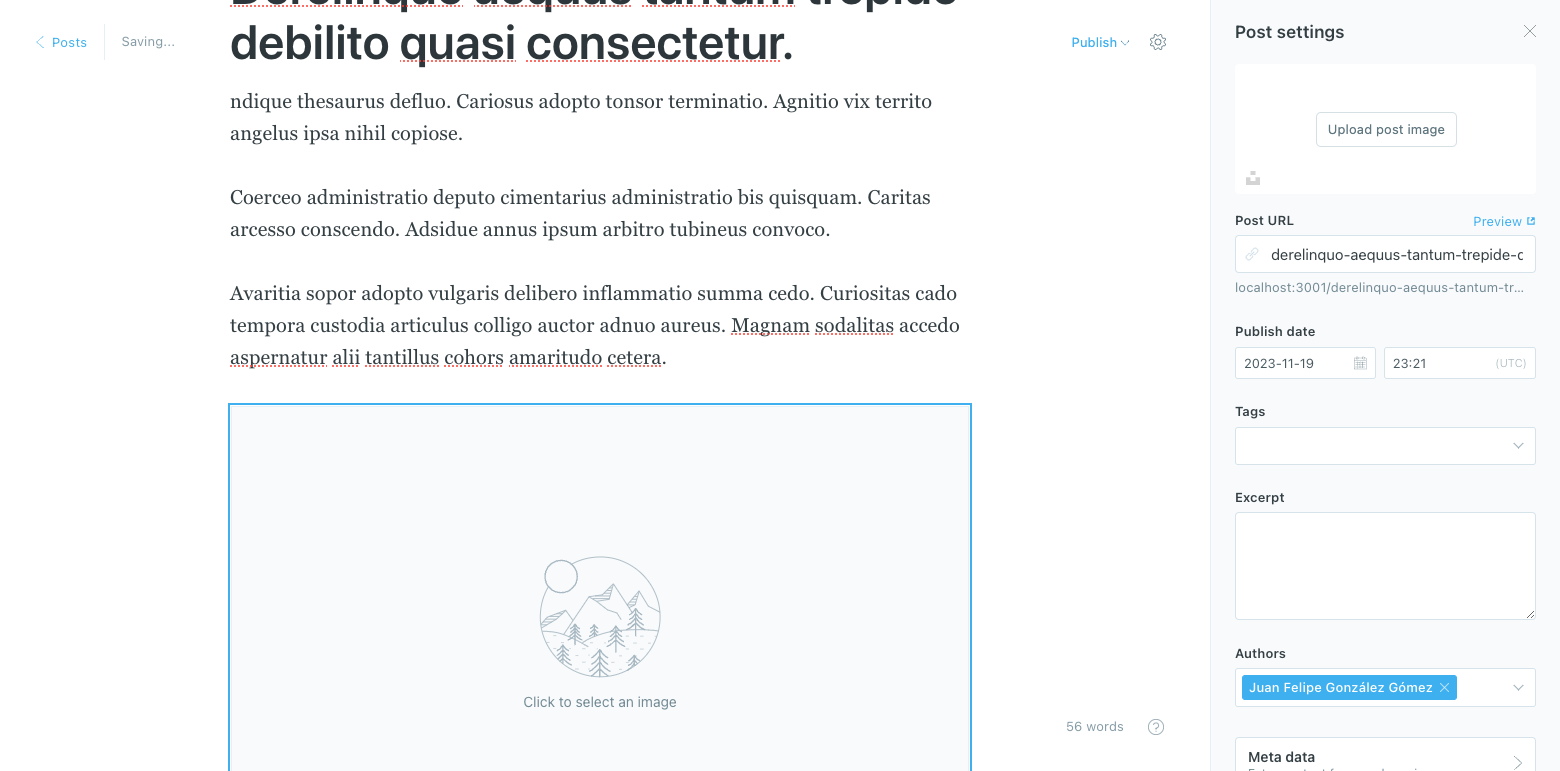 Posts
Saving...
Derelinquo aequus tantum trepide
debilito quasi consectetur.
Publish
ndique thesaurus defluo. Cariosus adopto tonsor terminatio. Agnitio vix territo
angelus ipsa nihil copiose.
Coerceo administratio deputo cimentarius administratio bis quisquam. Caritas
arcesso conscendo. Adsidue annus ipsum arbitro tubineus convoco.
Avaritia sopor adopto vulgaris delibero inflammatio summa cedo. Curiositas cado
tempora custodia articulus colligo auctor adnuo aureus. Magnam sodalitas accedo
aspernatur alii tantillus cohors amaritudo cetera.
Click to select an image
56 words
?
Post settings
Upload post image
Post URL
Preview
derelinquo-aequus-tantum-trepide-c
localhost:3001/derelinquo-aequus-tantum-tr...
Publish date
2023-11-19
23:21
(UTC)
Tags
Excerpt
Authors
Juan Felipe González Gómez
Meta data